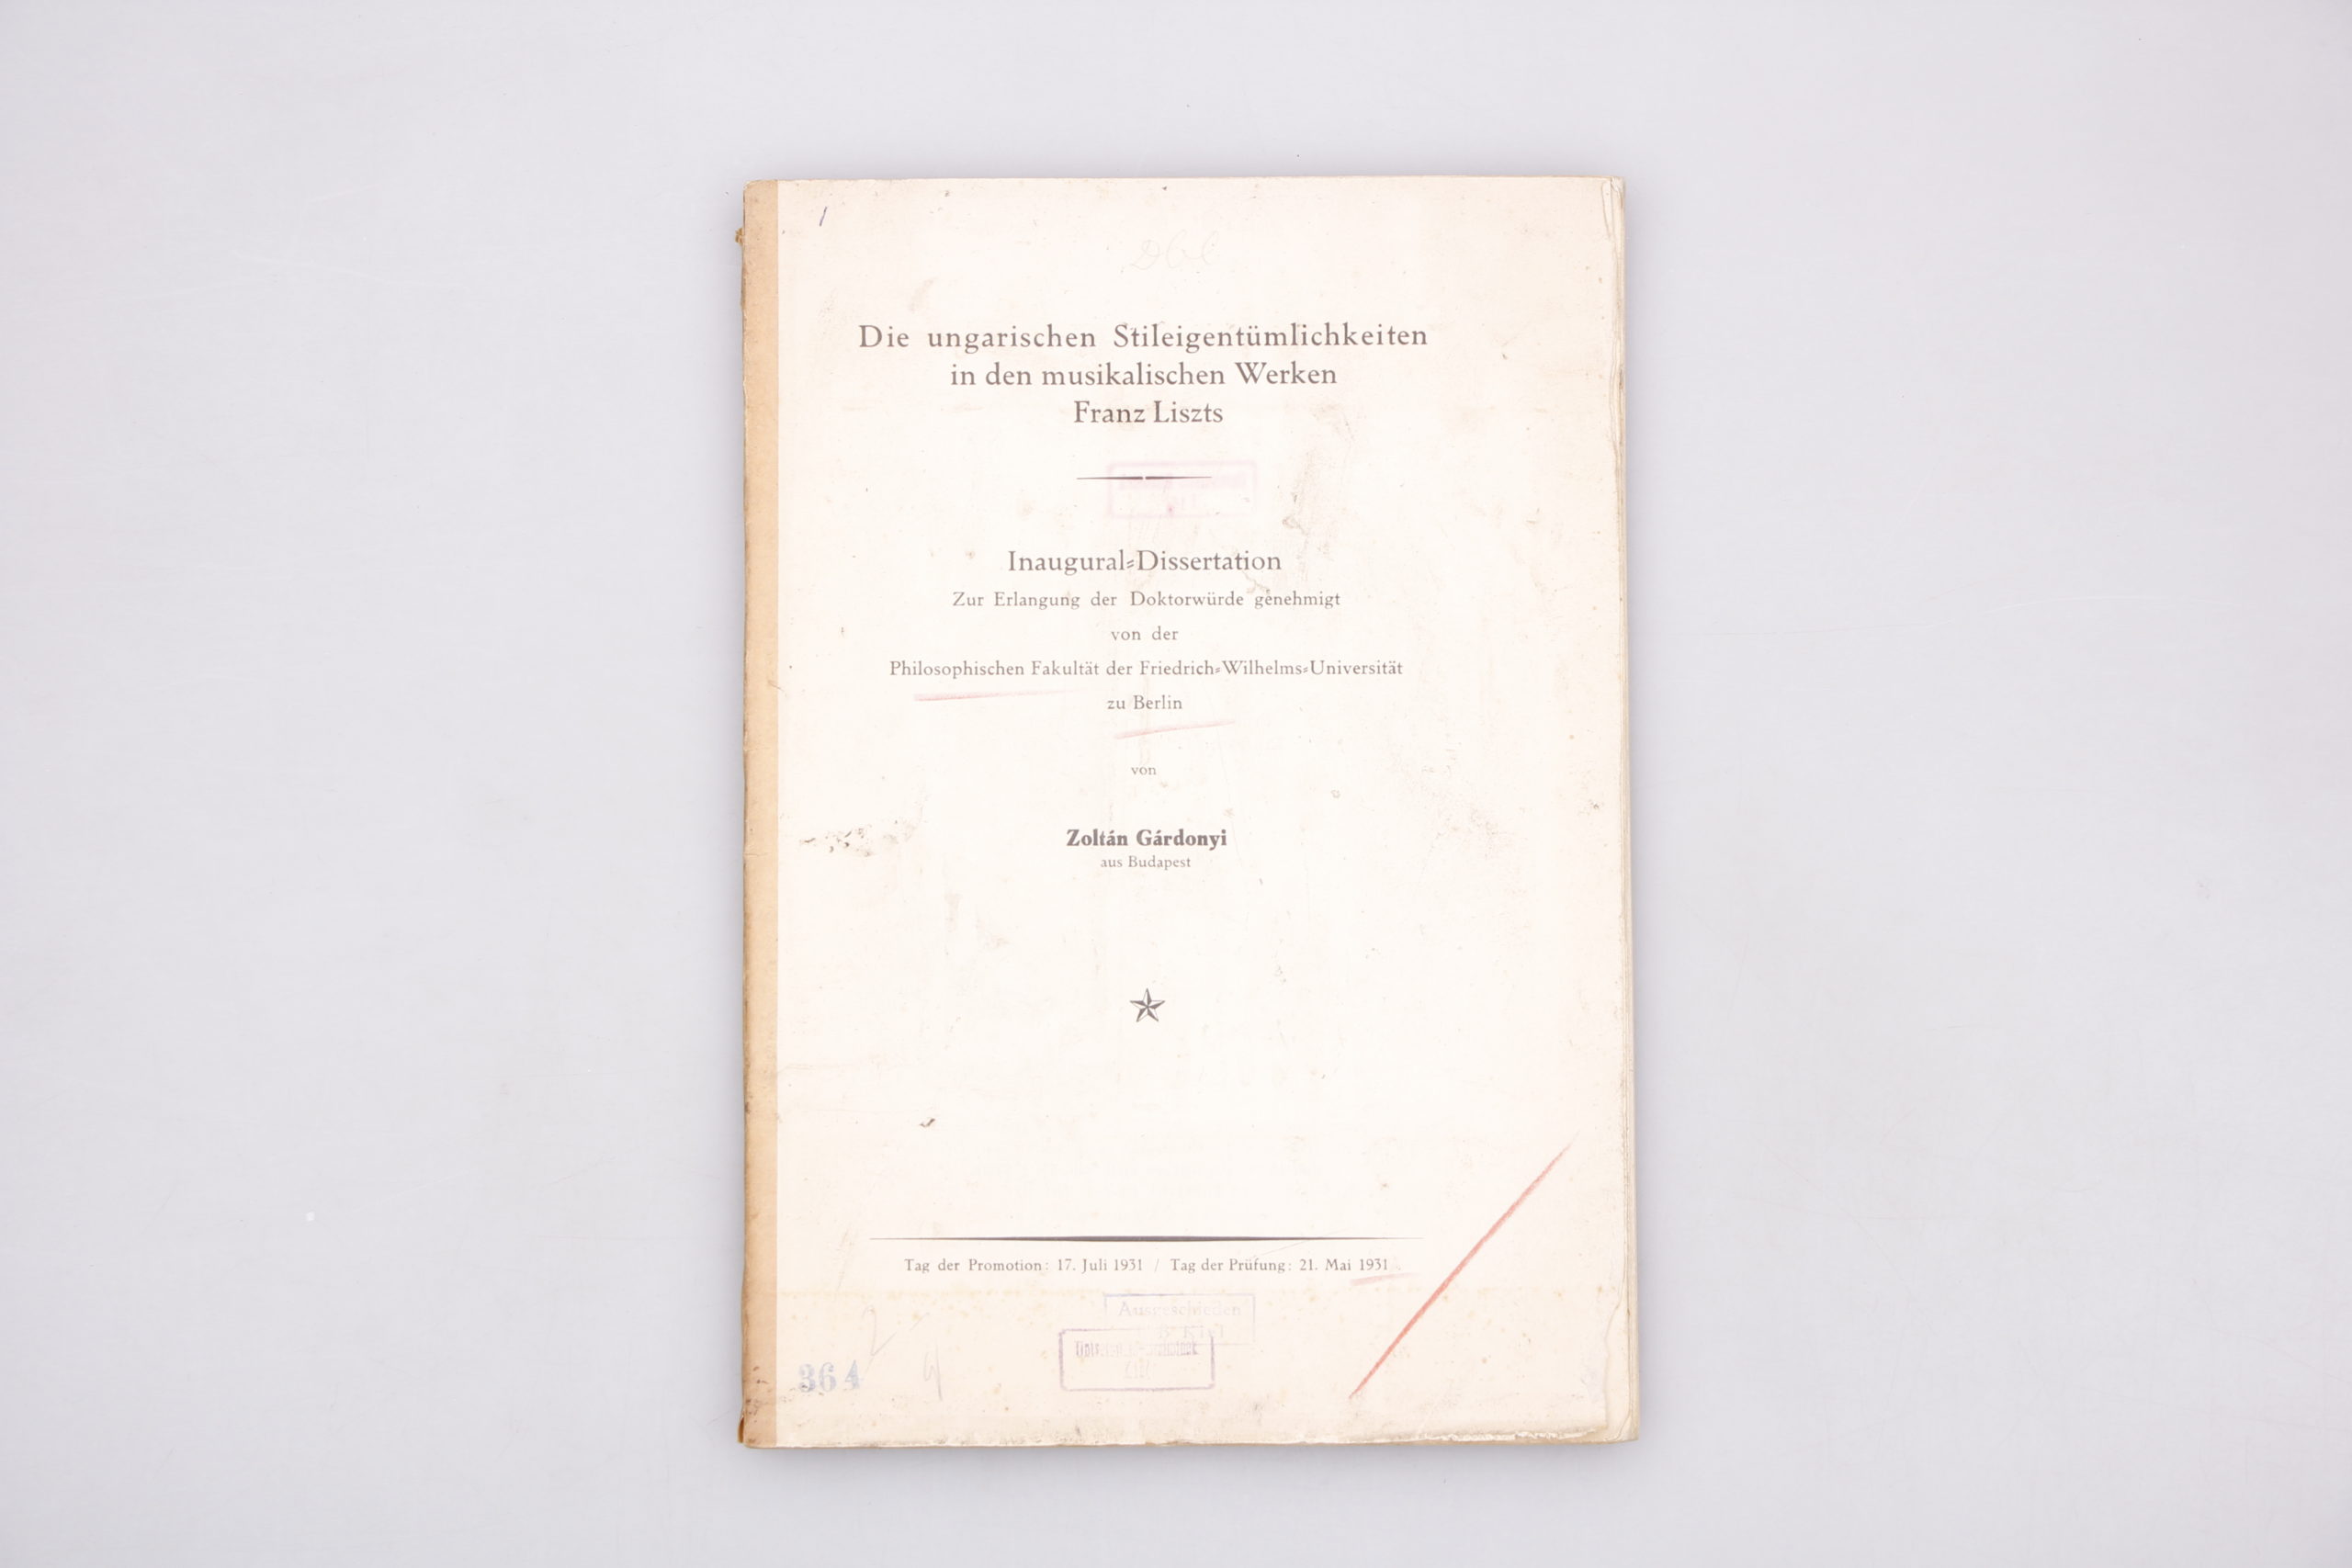 Dbl
Die ungarischen Stileigentümlichkeiten
in den musikalischen Werken
Franz Liszts
Inaugural=Dissertation
Zur Erlangung der Doktorwürde genehmigt
von der
Philosophischen Fakultät der Friedrich=Wilhelms=Universität
zu Berlin
von
Zoltán Gárdonyi
aus Budapest
Tag der Promotion: 17. Juli 1931 / Tag der Prüfung: 21. Mai 1931
Ausgeschieden
364